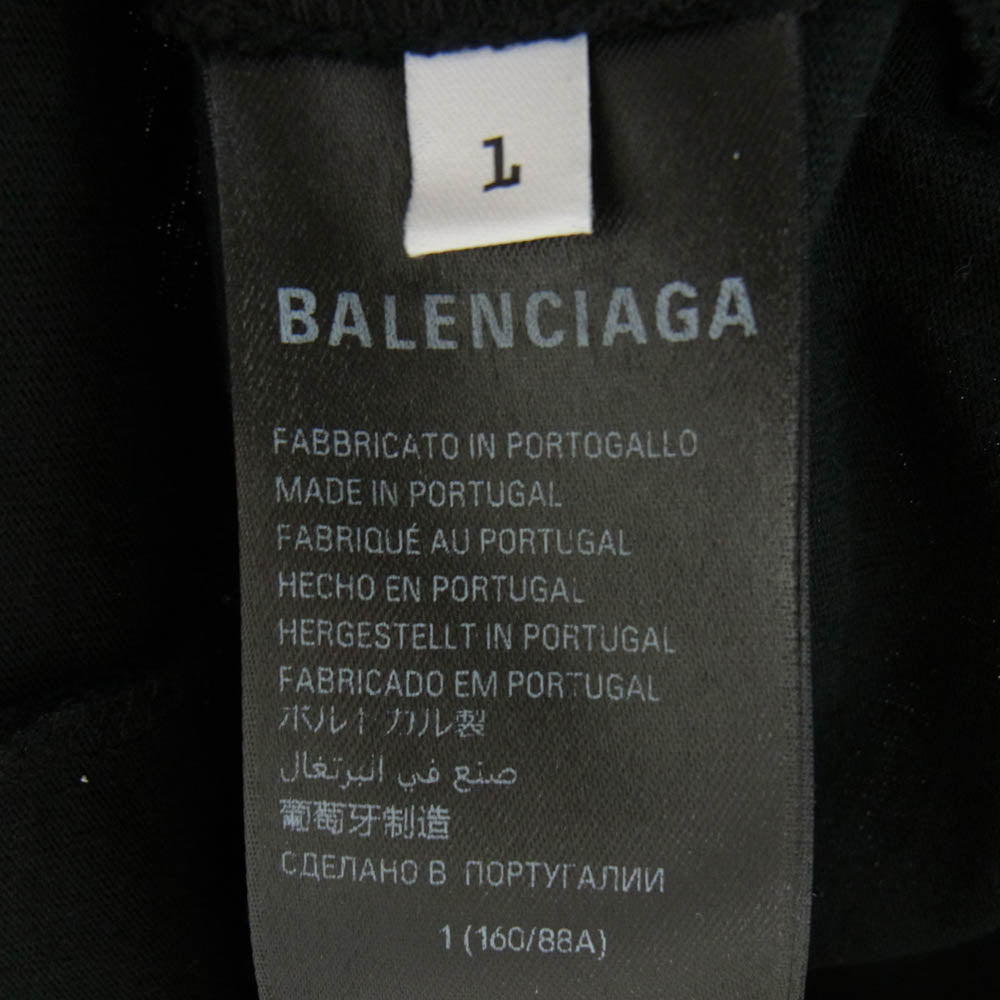 1
BALENCIAGA
FABBRICATO IN PORTOGALLO
MADE IN PORTUGAL
FABRIQUÉ AU PORTUGAL
HECHO EN PORTUGAL
HERGESTELLT IN PORTUGAL
FABRICADO EM PORTUGAL
ポルトガル製
صنع في البرتغال
葡萄牙制造
СДЕЛАНО В ПОРТУГАЛИИ
1 (160/88A)